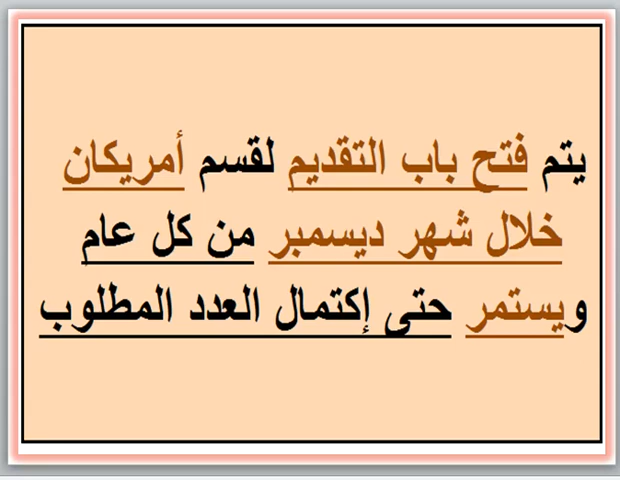 يتم فتح باب التقديم لقسم أمريكان
خلال شهر ديسمبر من كل عام
ويستمر حتى إكتمال العدد المطلوب